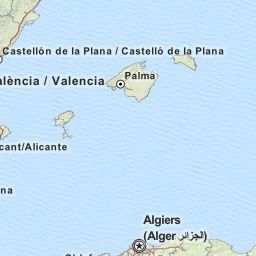 Castellón de la Plana / Castelló de la Plana
alència / Valencia
Palma
cant/Alicante
na
Algiers
(Alger الجزائر)